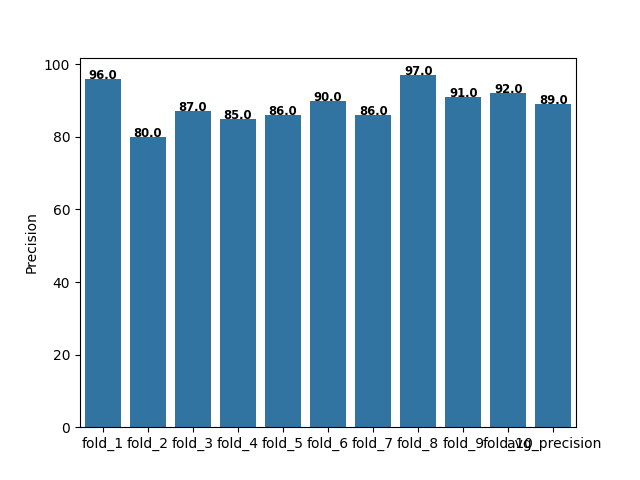 Precision
100
80
60
40
20
0
96.0 80.0 87.0 85.0 86.0 90.0 86.0 97.0 91.0 92.0 89.0
fold_1 fold_2 fold_3 fold_4 fold_5 fold_6 fold_7 fold_8 fold_9 fold_10 avg_precision